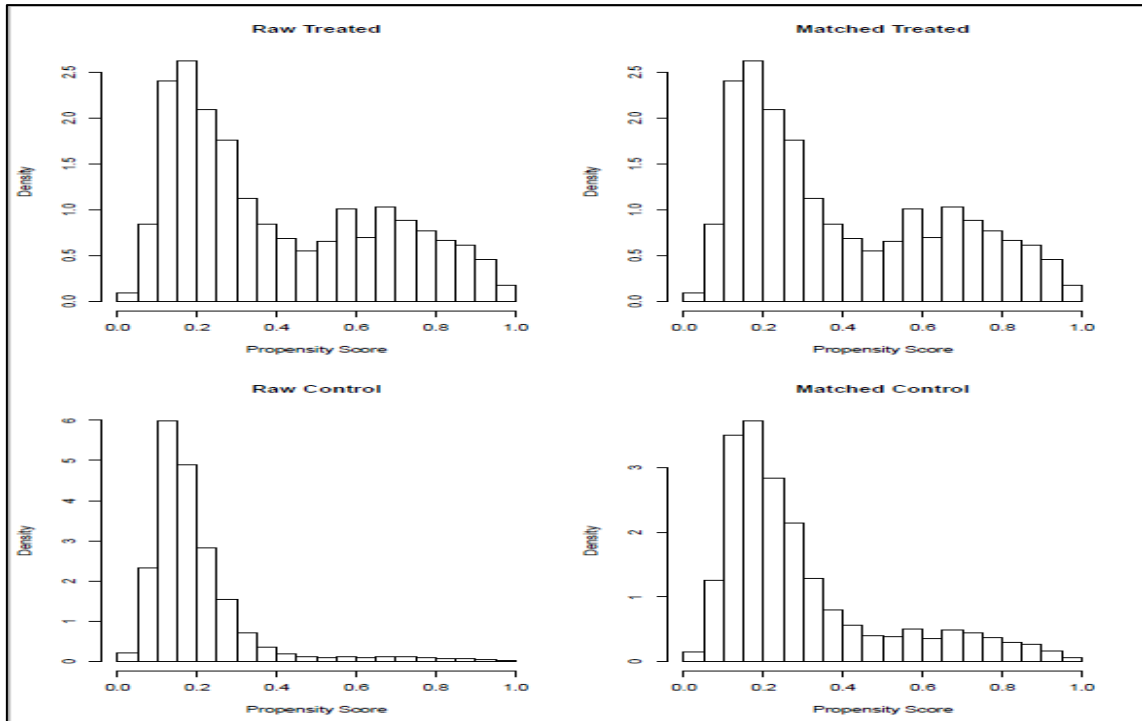 Raw Treated
Density
0.0 0.5 1.0 1.5 2.0 2.5
0.0 0.2 0.4 0.6 0.8 1.0
Propensity Score
Matched Treated
Density
0.0 0.5 1.0 1.5 2.0 2.5
0.0 0.2 0.4 0.6 0.8 1.0
Propensity Score
Raw Control
Density
0 1 2 3 4 5 6
0.0 0.2 0.4 0.6 0.8 1.0
Propensity Score
Matched Control
Density
0 1 2 3
0.0 0.2 0.4 0.6 0.8 1.0
Propensity Score